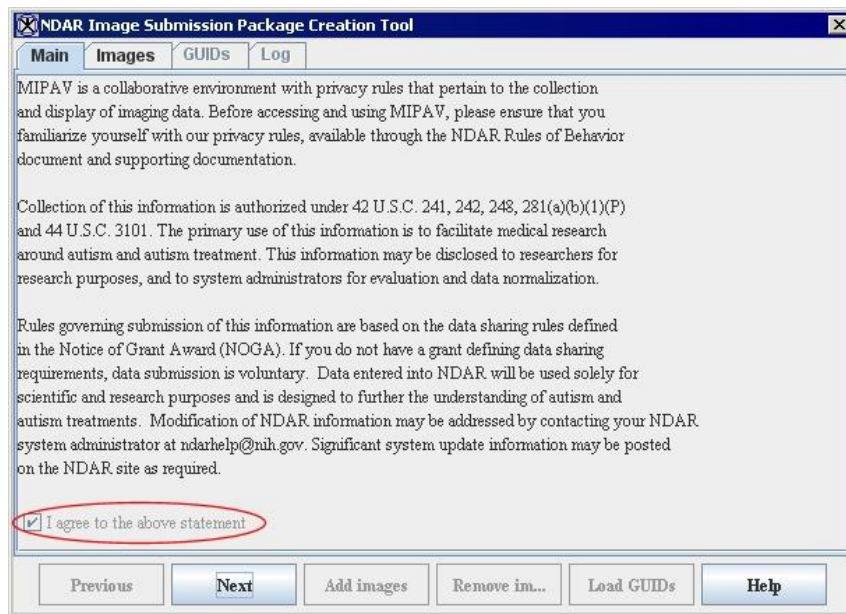 NDAR Image Submission Package Creation Tool
Main Images GUIDs Log
MIPAV is a collaborative environment with privacy rules that pertain to the collection
and display of imaging data. Before accessing and using MIPAV, please ensure that you
familiarize yourself with our privacy rules, available through the NDAR Rules of Behavior
document and supporting documentation.
Collection of this information is authorized under 42 U.S.C. 241, 242, 248, 281(a)(b)(1)(P)
and 44 U.S.C. 3101. The primary use of this information is to facilitate medical research
around autism and autism treatment. This information may be disclosed to researchers for
research purposes, and to system administrators for evaluation and data normalization.
Rules governing submission of this information are based on the data sharing rules defined
in the Notice of Grant Award (NOGA). If you do not have a grant defining data sharing
requirements, data submission is voluntary. Data entered into NDAR will be used solely for
scientific and research purposes and is designed to further the understanding of autism and
autism treatments. Modification of NDAR information may be addressed by contacting your NDAR
system administrator at ndarhelp@nih.gov. Significant system update information may be posted
on the NDAR site as required.
I agree to the above statement
Previous Next Add images Remove im... Load GUIDs Help